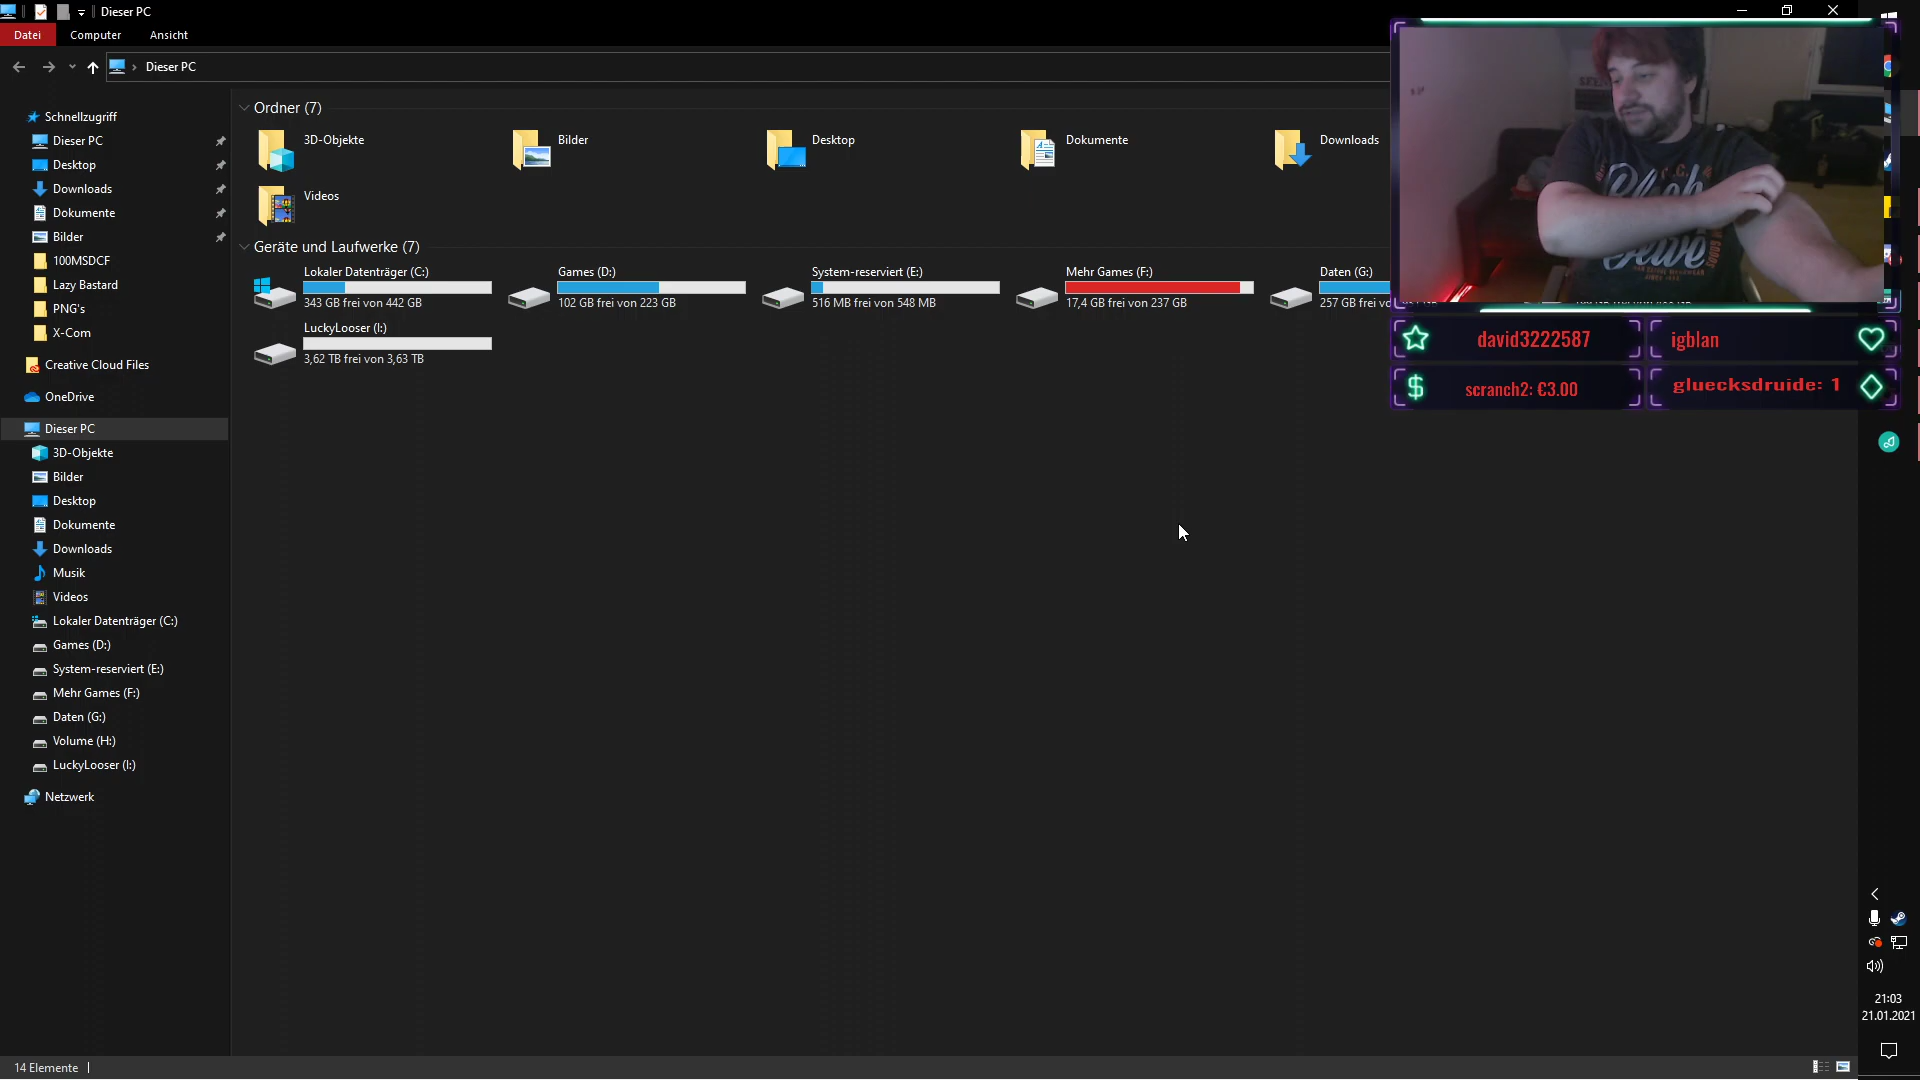 Dieser PC
Datei
Computer
Ansicht
Dieser PC
Schnellzugriff
Dieser PC
Desktop
Downloads
Dokumente
Bilder
100MSDCF
Lazy Bastard
PNG's
X-Com
Creative Cloud Files
OneDrive
Dieser PC
3D-Objekte
Bilder
Desktop
Dokumente
Downloads
Musik
Videos
Lokaler Datenträger (C:)
Games (D:)
System-reserviert (E:)
Mehr Games (F:)
Daten (G:)
Volume (H:)
LuckyLooser (I:)
Netzwerk
Ordner (7)
3D-Objekte
Bilder
Desktop
Dokumente
Downloads
Videos
Geräte und Laufwerke (7)
Lokaler Datenträger (C:)
343 GB frei von 442 GB
Games (D:)
102 GB frei von 223 GB
System-reserviert (E:)
516 MB frei von 548 MB
Mehr Games (F:)
17,4 GB frei von 237 GB
Daten (G:)
257 GB frei
LuckyLooser (I:)
3,62 TB frei von 3,63 TB
david3222587
igblan
scranch2: €3.00
gluecksdruide: 1
21:03
21.01.2021
14 Elemente